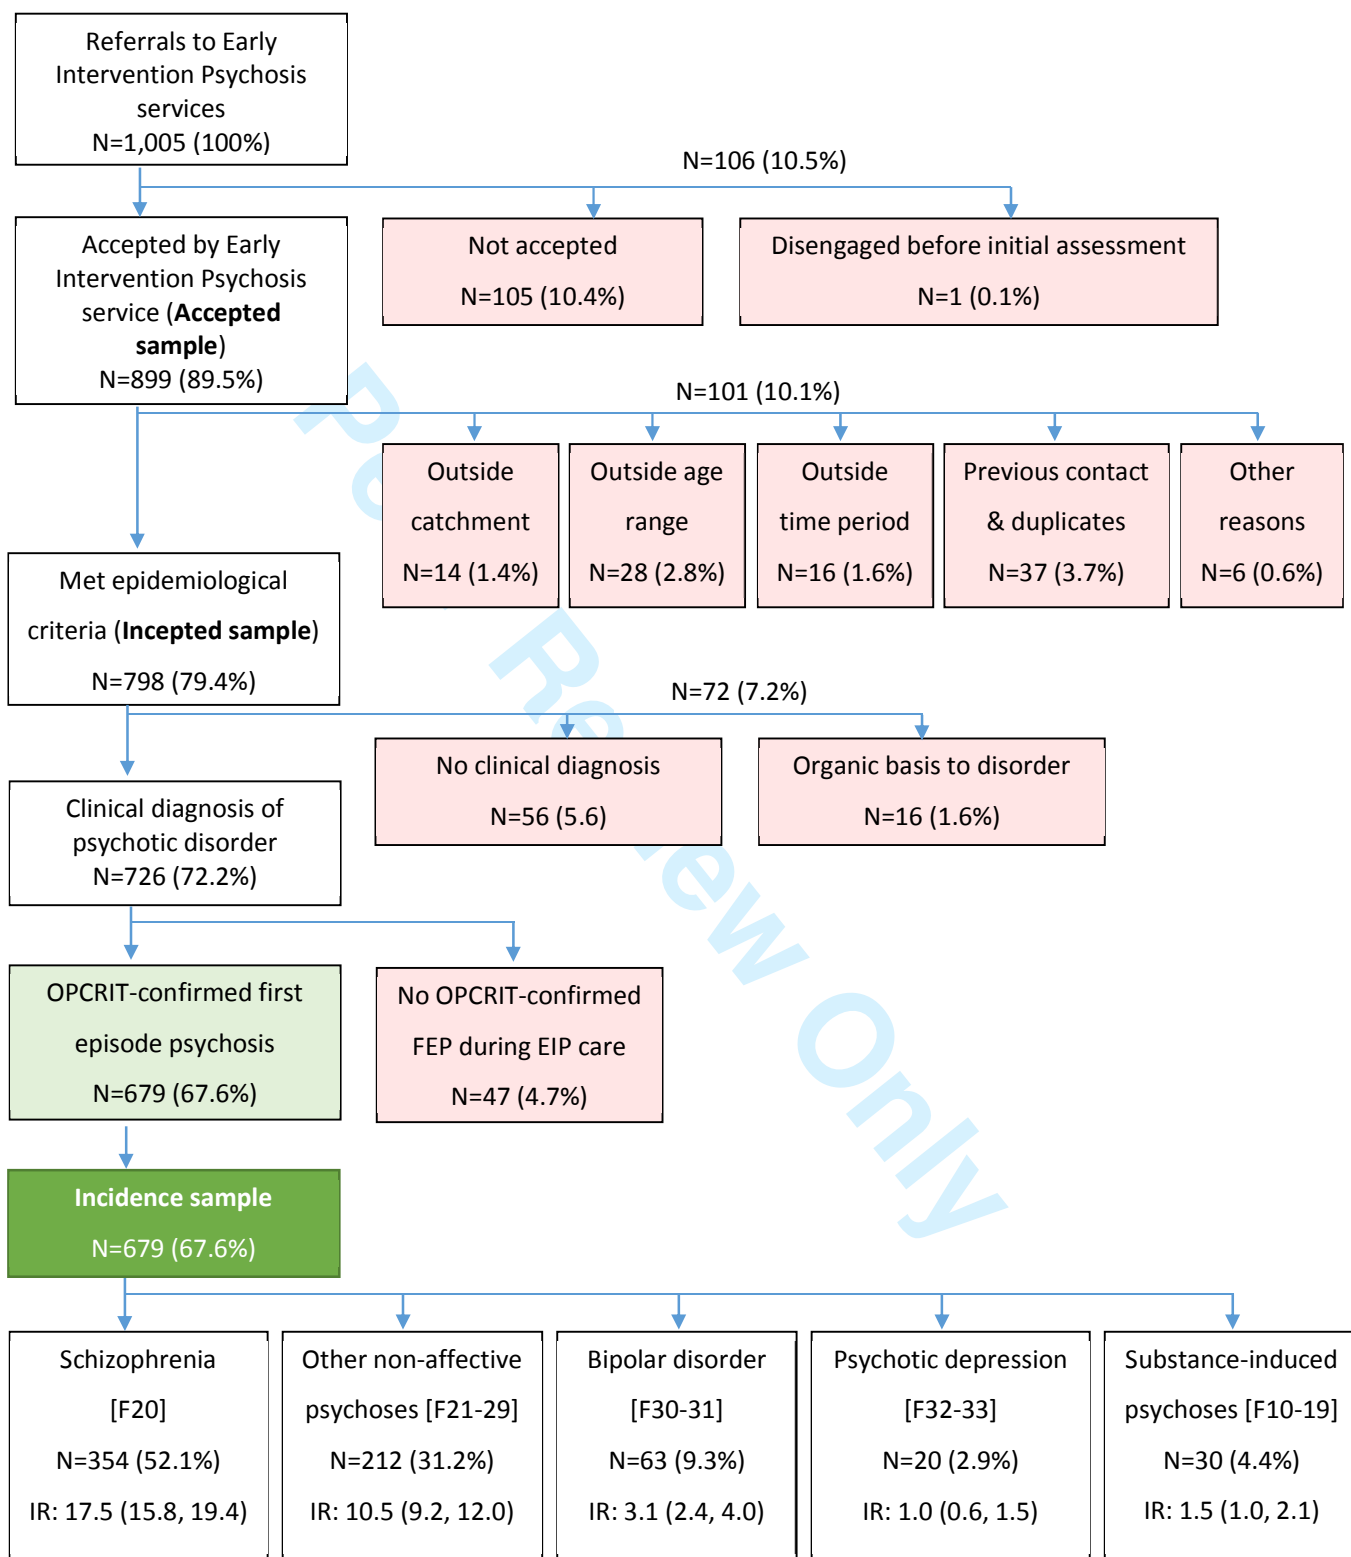 Referrals to Early
Intervention Psychosis
services
N=1,005 (100%)
N=106 (10.5%)
Accepted by Early
Intervention Psychosis
service (Accepted
sample)
N=899 (89.5%)
Not accepted
N=105 (10.4%)
Disengaged before initial assessment
N=1 (0.1%)
N=101 (10.1%)
Outside
catchment
N=14 (1.4%)
Outside age
range
N=28 (2.8%)
Outside
time period
N=16 (1.6%)
Previous contact
& duplicates
N=37 (3.7%)
Other
reasons
N=6 (0.6%)
Met epidemiological
criteria (Incepted sample)
N=798 (79.4%)
N=72 (7.2%)
No clinical diagnosis
N=56 (5.6)
Organic basis to disorder
N=16 (1.6%)
Clinical diagnosis of
psychotic disorder
N=726 (72.2%)
OPCRIT-confirmed first
episode psychosis
N=679 (67.6%)
No OPCRIT-confirmed
FEP during EIP care
N=47 (4.7%)
Incidence sample
N=679 (67.6%)
Schizophrenia
[F20]
N=354 (52.1%)
IR: 17.5 (15.8, 19.4)
Other non-affective
psychoses [F21-29]
N=212 (31.2%)
IR: 10.5 (9.2, 12.0)
Bipolar disorder
[F30-31]
N=63 (9.3%)
IR: 3.1 (2.4, 4.0)
Psychotic depression
[F32-33]
N=20 (2.9%)
IR: 1.0 (0.6, 1.5)
Substance-induced
psychoses [F10-19]
N=30 (4.4%)
IR: 1.5 (1.0, 2.1)
Review Only